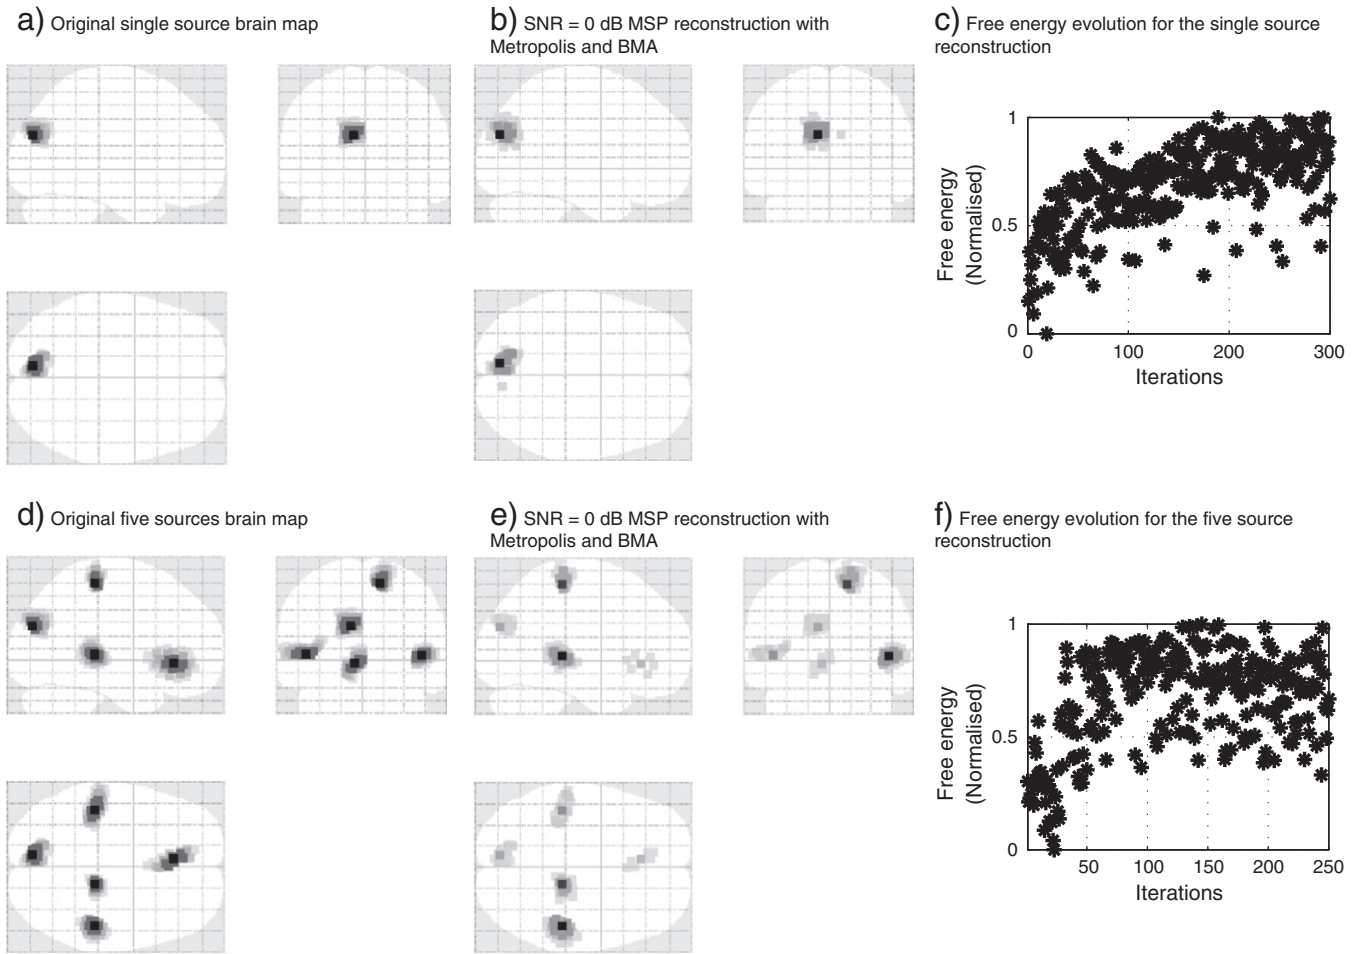 a) Original single source brain map
b) SNR = 0 dB MSP reconstruction with
Metropolis and BMA
c) Free energy evolution for the single source
reconstruction
1
0.5
0
Free energy
(Normalised)
0 100 200 300
Iterations
d) Original five sources brain map
e) SNR = 0 dB MSP reconstruction with
Metropolis and BMA
f) Free energy evolution for the five source
reconstruction
1
0.5
0
Free energy
(Normalised)
50 100 150 200 250
Iterations